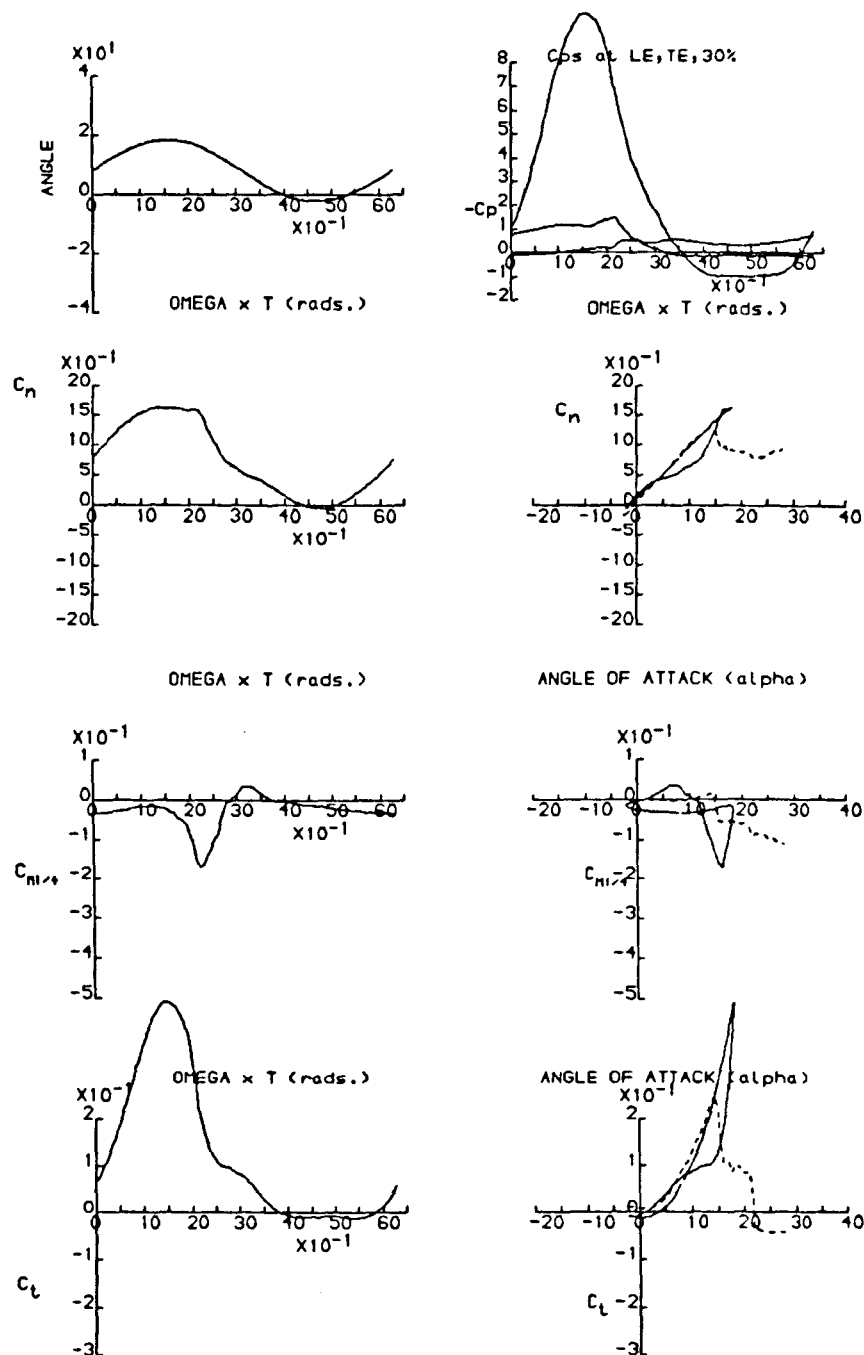 X10¹
4
2
0
-2
-4
ANGLE
0 10 20 30 40 50 60
X10⁻¹
OMEGA x T (rads.)
Cps at LE,TE,30%
8
7
6
5
4
3
2
1
0
-1
-2
-Cp
0 10 20 30 40 50 60
X10⁻¹
OMEGA x T (rads.)
X10⁻¹
Cn
20
15
10
5
0
-5
-10
-15
-20
0 10 20 30 40 50 60
X10⁻¹
OMEGA x T (rads.)
X10⁻¹
Cn
20
15
10
5
0
-5
-10
-15
-20
-20 -10 0 10 20 30 40
ANGLE OF ATTACK (alpha)
X10⁻¹
1
0
-1
-2
-3
-4
-5
CM1/4
0 10 20 30 40 50 60
X10⁻¹
OMEGA x T (rads.)
X10⁻¹
1
0
-1
-2
-3
-4
-5
CM1/4
-20 -10 0 10 20 30 40
ANGLE OF ATTACK (alpha)
X10⁻¹
2
1
0
-1
-2
-3
Ct
0 10 20 30 40 50 60
X10⁻¹
X10⁻¹
2
1
0
-1
-2
-3
Ct
-20 -10 0 10 20 30 40